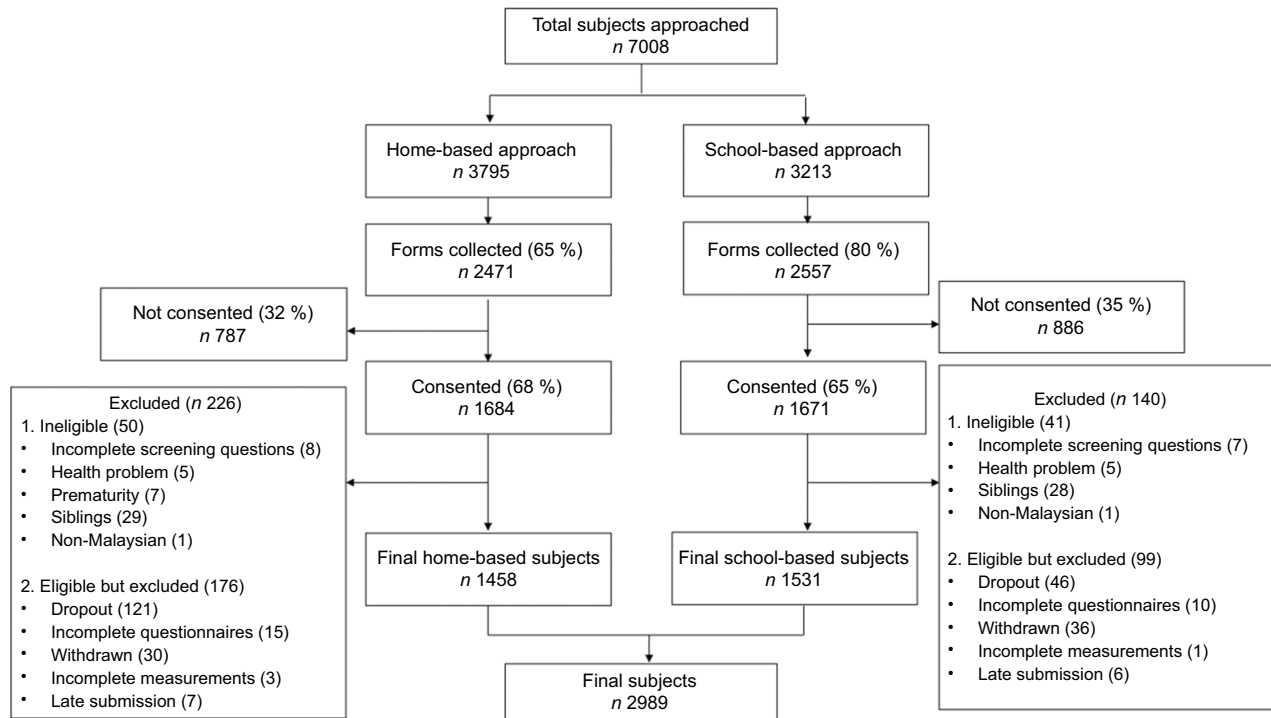 Total subjects approached
n 7008
Home-based approach
n 3795
School-based approach
n 3213
Forms collected (65 %)
n 2471
Forms collected (80 %)
n 2557
Not consented (32 %)
n 787
Not consented (35 %)
n 886
Consented (68 %)
n 1684
Consented (65 %)
n 1671
Excluded (n 226)
1. Ineligible (50)
• Incomplete screening questions (8)
• Health problem (5)
• Prematurity (7)
• Siblings (29)
• Non-Malaysian (1)
2. Eligible but excluded (176)
• Dropout (121)
• Incomplete questionnaires (15)
• Withdrawn (30)
• Incomplete measurements (3)
• Late submission (7)
Excluded (n 140)
1. Ineligible (41)
• Incomplete screening questions (7)
• Health problem (5)
• Siblings (28)
• Non-Malaysian (1)
2. Eligible but excluded (99)
• Dropout (46)
• Incomplete questionnaires (10)
• Withdrawn (36)
• Incomplete measurements (1)
• Late submission (6)
Final home-based subjects
n 1458
Final school-based subjects
n 1531
Final subjects
n 2989